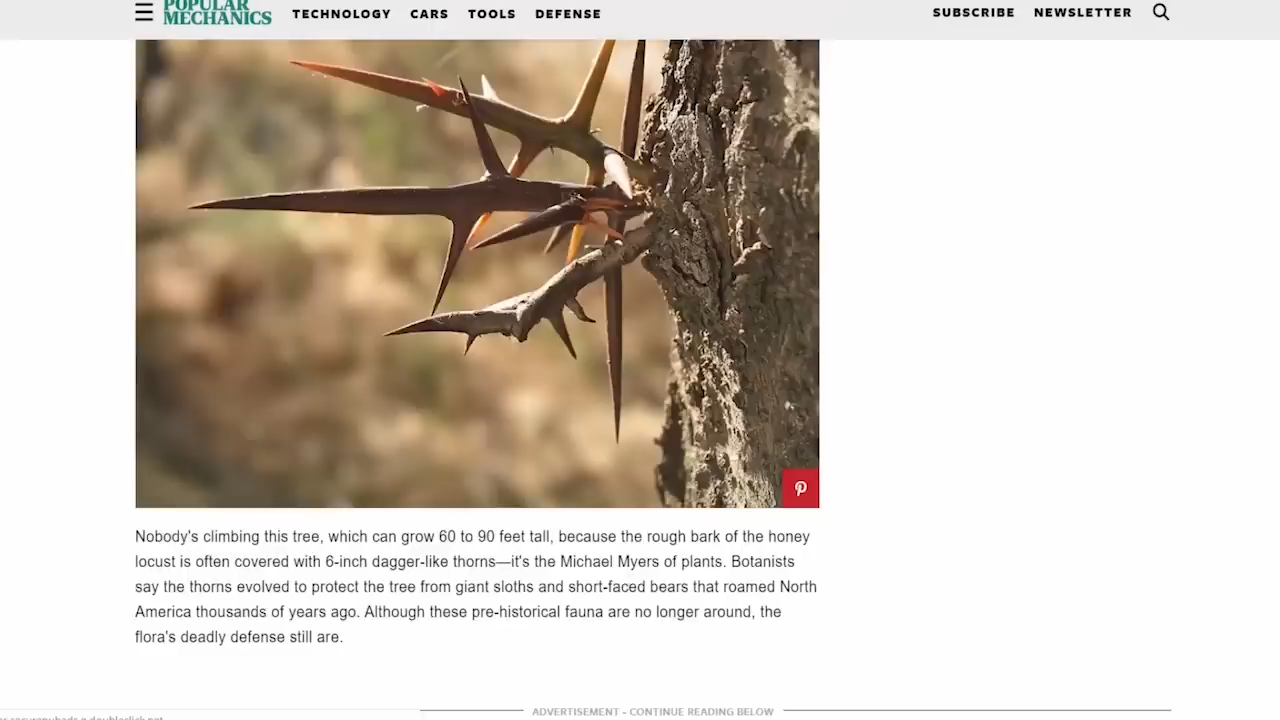 POPULAR
MECHANICS
TECHNOLOGY CARS TOOLS DEFENSE
SUBSCRIBE NEWSLETTER
Nobody's climbing this tree, which can grow 60 to 90 feet tall, because the rough bark of the honey
locust is often covered with 6-inch dagger-like thorns—it's the Michael Myers of plants. Botanists
say the thorns evolved to protect the tree from giant sloths and short-faced bears that roamed North
America thousands of years ago. Although these pre-historical fauna are no longer around, the
flora's deadly defense still are.
ADVERTISEMENT - CONTINUE READING BELOW